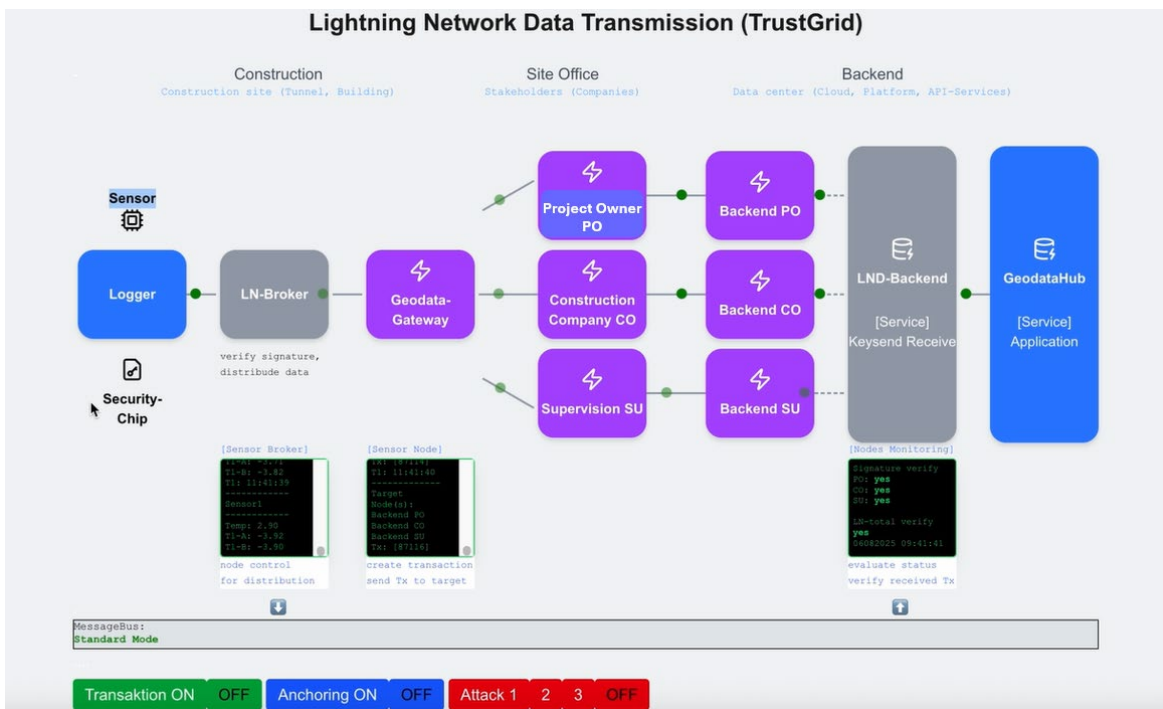 Lightning Network Data Transmission (TrustGrid)
Construction
Construction site (Tunnel, Building)
Site Office
Stakeholders (Companies)
Backend
Data center (Cloud, Platform, API-Services)
Sensor
Logger
Security-
Chip
LN-Broker
verify signature,
distribude data
Geodata-
Gateway
Project Owner
PO
Construction
Company CO
Supervision SU
Backend PO
Backend CO
Backend SU
LND-Backend
[Service]
Keysend Receive
GeodataHub
[Service]
Application
[Sensor Broker]
T1-B: -3.82
T1: 11:41:39
------------
Sensor1
------------
Temp: 2.90
T1-A: -3.92
T1-B: -3.90
node control
for distribution
[Sensor Node]
Tx: [87114]
T1: 11:41:40
-------------
Target
Node(s):
Backend PO
Backend CO
Backend SU
Tx: [87116]
create transaction
send Tx to target
[Nodes Monitoring]
Signature verify
PO: yes
CO: yes
SU: yes
LN-total verify
yes
06082025 09:41:41
evaluate status
verify received Tx
MessageBus:
Standard Mode
Transaktion ON OFF
Anchoring ON OFF
Attack 1 2 3 OFF